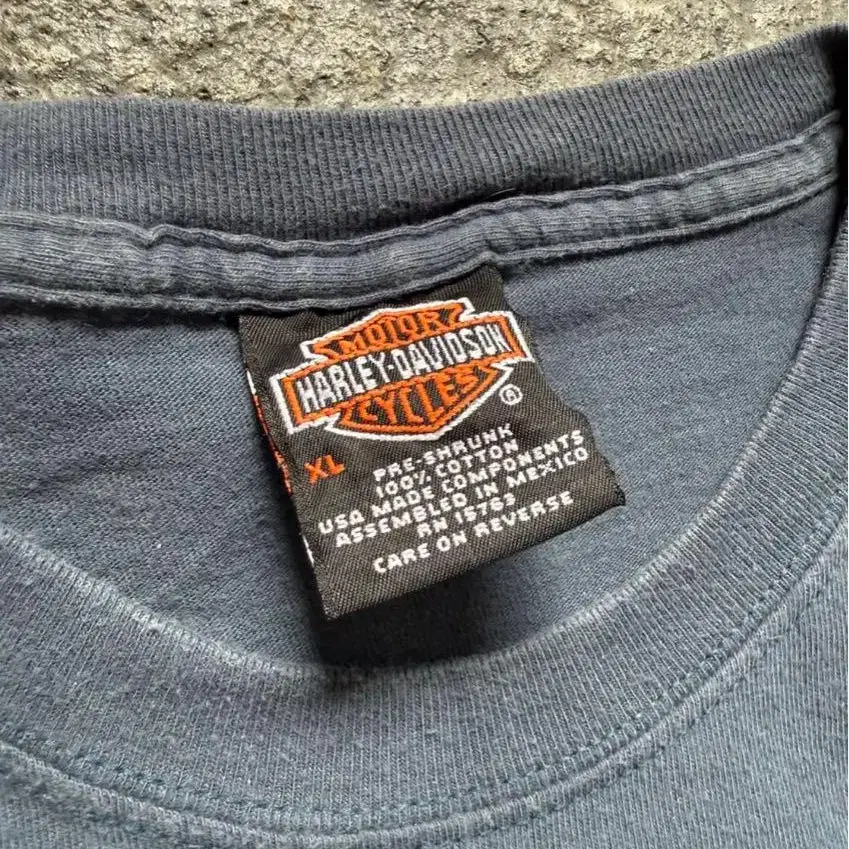 MOTOR
HARLEY-DAVIDSON
CYCLES
®
XL
PRE-SHRUNK
100% COTTON
USA MADE COMPONENTS
ASSEMBLED IN MEXICO
RN 15763
CARE ON REVERSE